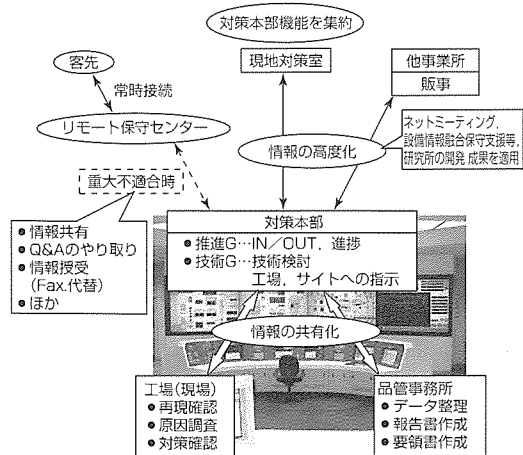 対策本部機能を集約
客先
現地対策室
他事業所
販事
常時接続
リモート保守センター
情報の高度化
ネットミーティング,
設備情報融合保守支援等,
研究所の開発 成果を適用
重大不適合時
●情報共有
●Q&Aのやり取り
●情報授受
(Fax.代替)
●ほか
対策本部
●推進G…IN/OUT, 進捗
●技術G…技術検討
工場, サイトへの指示
情報の共有化
工場(現場)
●再現確認
●原因調査
●対策確認
品管事務所
●データ整理
●報告書作成
●要領書作成